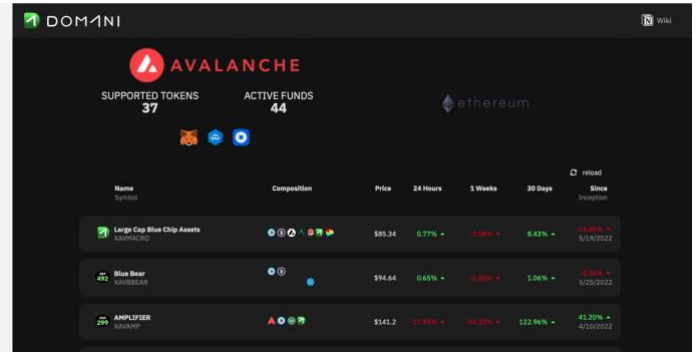 DOMANI
Wiki
AVALANCHE
SUPPORTED TOKENS
37
ACTIVE FUNDS
44
ethereum
reload
Name
Symbol
Composition
Price
24 Hours
1 Weeks
30 Days
Since
Inception
Large Cap Blue Chip Assets
XAVMACRO
$85.34
0.77%
8.43%
5/19/2022
492
Blue Bear
XAVBBEAR
$94.64
0.65%
1.06%
5/25/2022
299
AMPLIFIER
XAVAMP
$141.2
122.96%
41.20%
4/10/2022